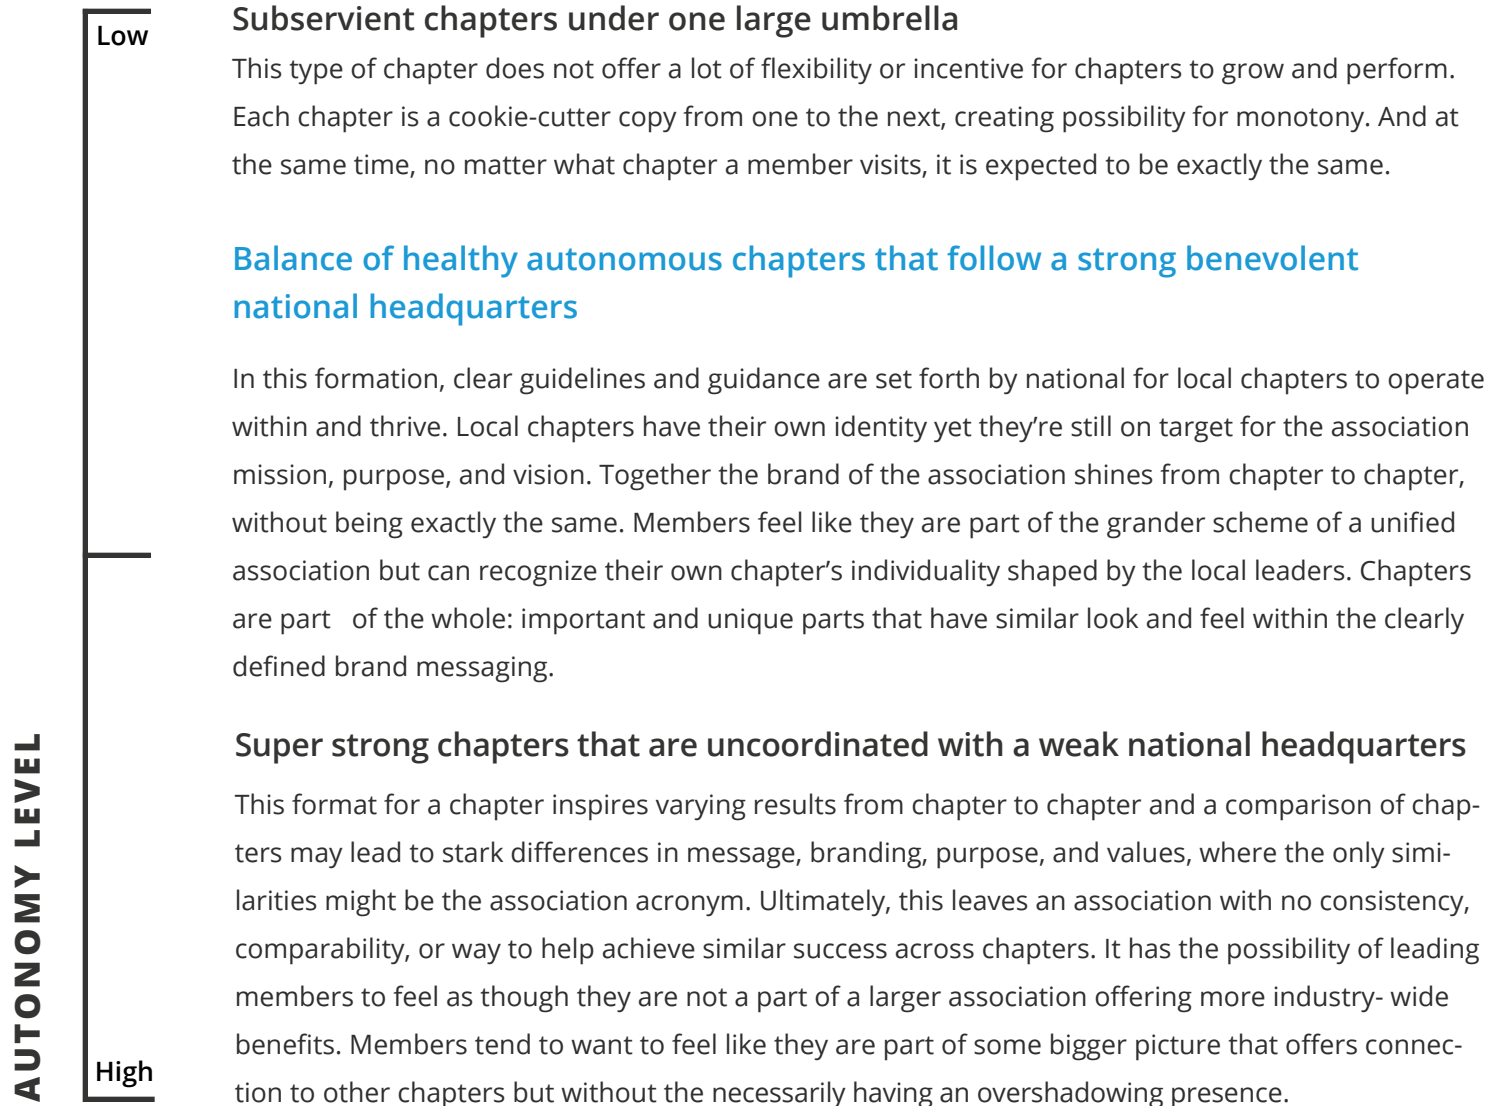 Low
Subservient chapters under one large umbrella
This type of chapter does not offer a lot of flexibility or incentive for chapters to grow and perform.
Each chapter is a cookie-cutter copy from one to the next, creating possibility for monotony. And at
the same time, no matter what chapter a member visits, it is expected to be exactly the same.
Balance of healthy autonomous chapters that follow a strong benevolent
national headquarters
In this formation, clear guidelines and guidance are set forth by national for local chapters to operate
within and thrive. Local chapters have their own identity yet they're still on target for the association
mission, purpose, and vision. Together the brand of the association shines from chapter to chapter,
without being exactly the same. Members feel like they are part of the grander scheme of a unified
association but can recognize their own chapter's individuality shaped by the local leaders. Chapters
are part   of the whole: important and unique parts that have similar look and feel within the clearly
defined brand messaging.
Super strong chapters that are uncoordinated with a weak national headquarters
This format for a chapter inspires varying results from chapter to chapter and a comparison of chap-
ters may lead to stark differences in message, branding, purpose, and values, where the only simi-
larities might be the association acronym. Ultimately, this leaves an association with no consistency,
comparability, or way to help achieve similar success across chapters. It has the possibility of leading
members to feel as though they are not a part of a larger association offering more industry- wide
benefits. Members tend to want to feel like they are part of some bigger picture that offers connec-
tion to other chapters but without the necessarily having an overshadowing presence.
High
AUTONOMY LEVEL